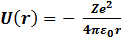 U(r) = − Ze² / 4πε₀r